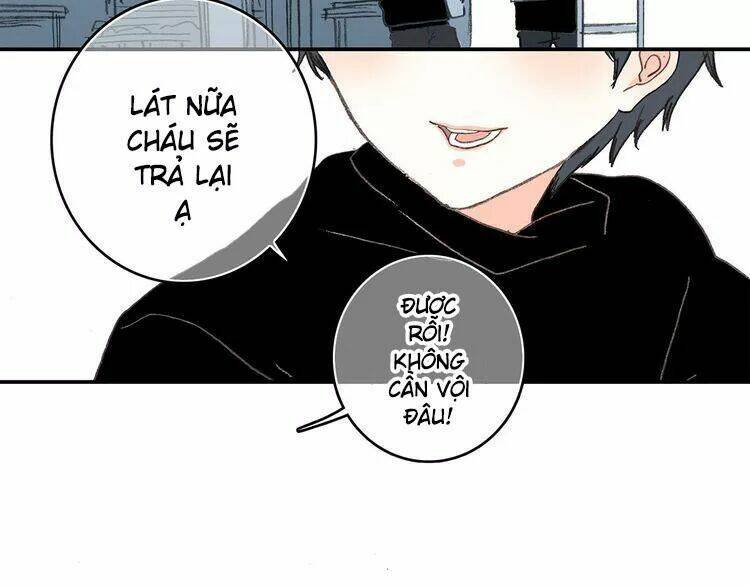 LÁT NỮA
CHÁU SẼ
TRẢ LẠI
Ạ
ĐƯỢC
RỒI!
KHÔNG
CẦN VỘI
ĐÂU!